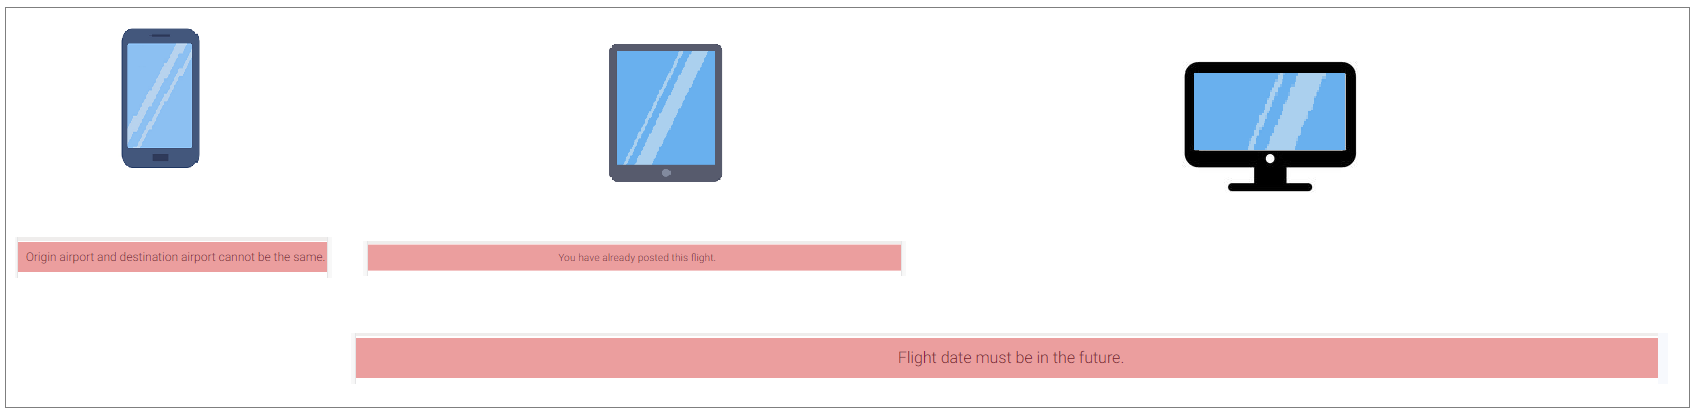 Origin airport and destination airport cannot be the same.
You have already posted this flight.
Flight date must be in the future.